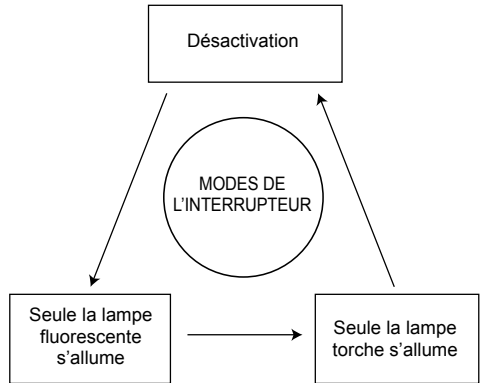 Désactivation
MODES DE
L'INTERRUPTEUR
Seule la lampe
fluorescente
s'allume
Seule la lampe
torche s'allume